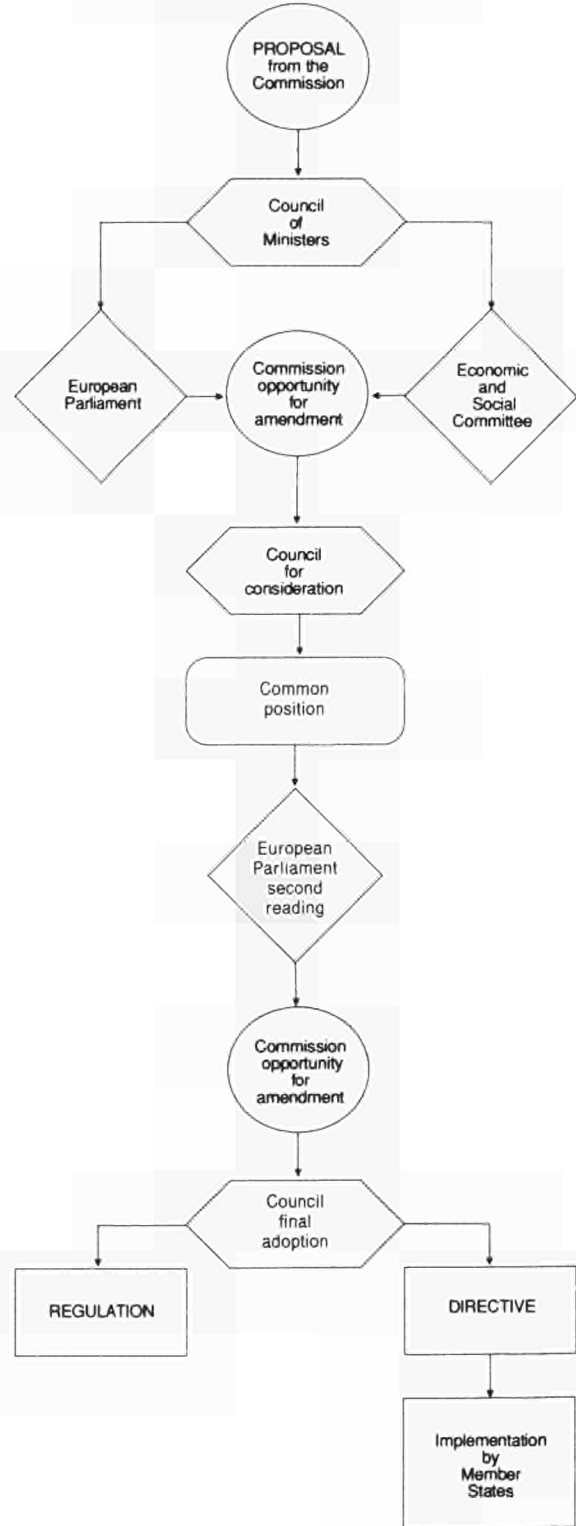 PROPOSAL
from the
Commission
Council
of
Ministers
European
Parliament
Commission
opportunity
for
amendment
Economic
and
Social
Committee
Council
for
consideration
Common
position
European
Parliament
second
reading
Commission
opportunity
for
amendment
Council
final
adoption
REGULATION
DIRECTIVE
Implementation
by
Member
States